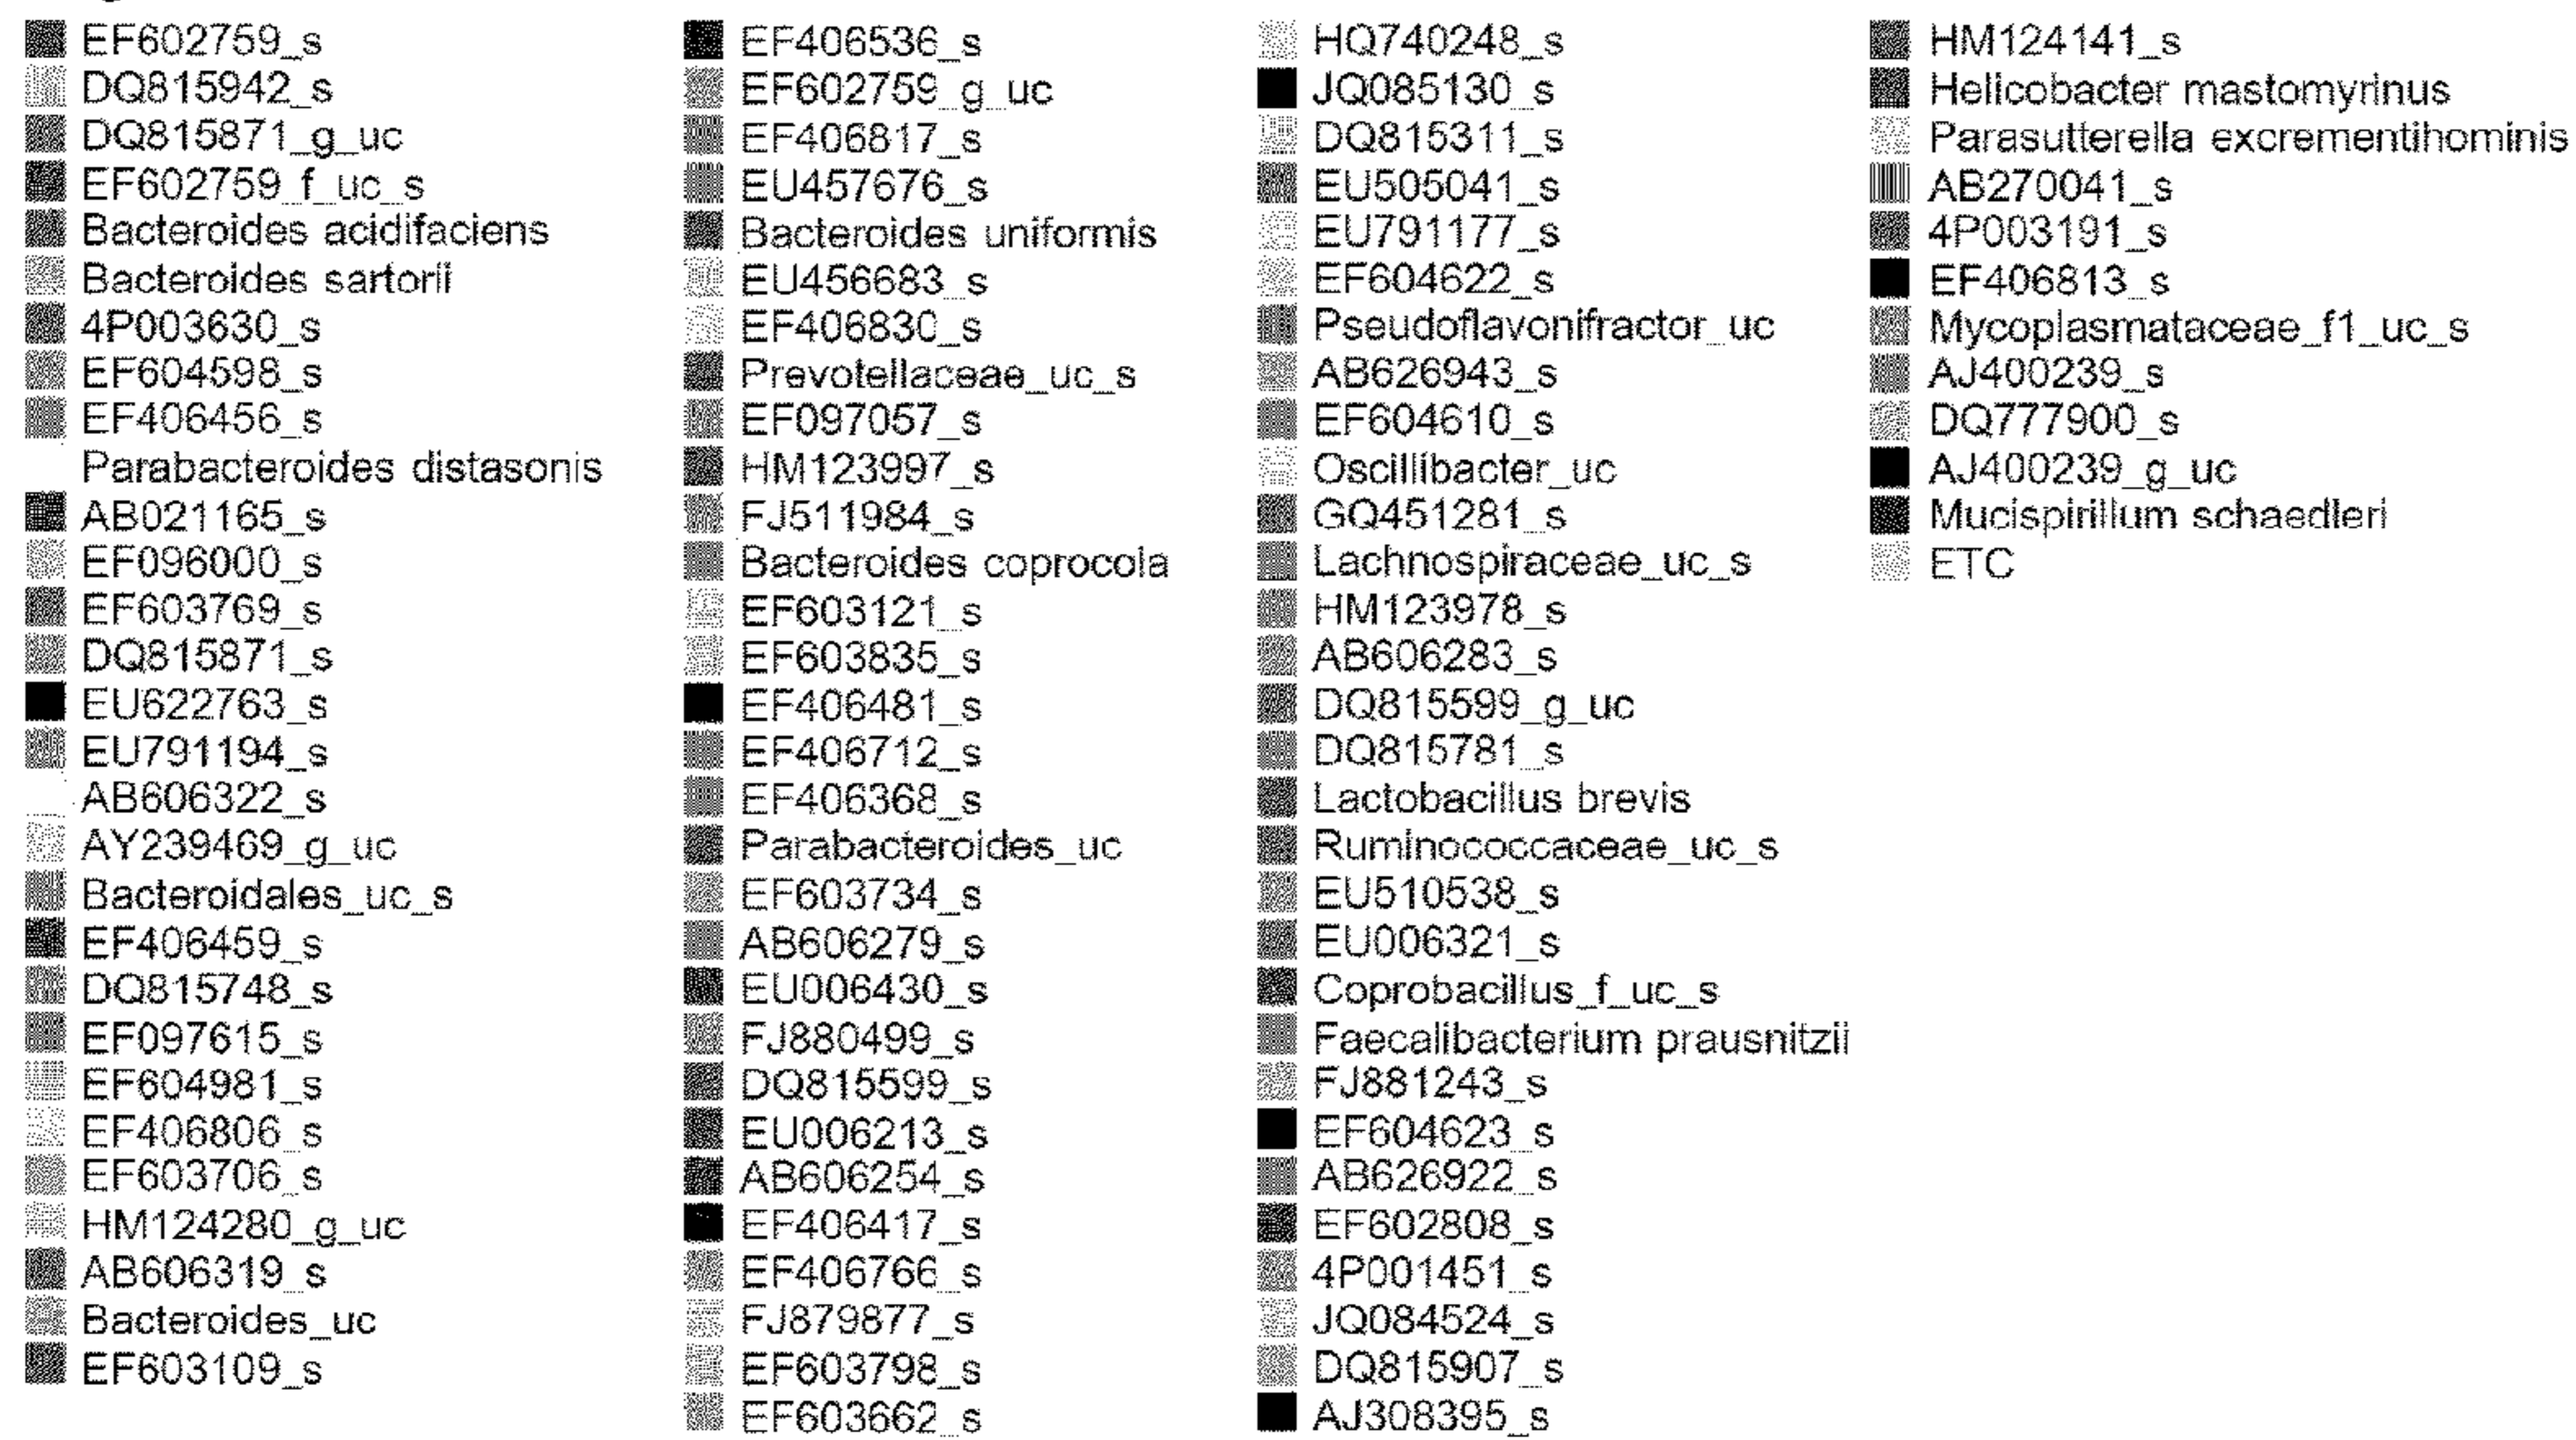 EF602759_s
DQ815942_s
DQ815871_g_uc
EF602759_f_uc_s
Bacteroides acidifaciens
Bacteroides sartorii
4P003630_s
EF604598_s
EF406456_s
Parabacteroides distasonis
AB021165_s
EF096000_s
EF603769_s
DQ815871_s
EU622763_s
EU791194_s
AB606322_s
AY239469_g_uc
Bacteroidales_uc_s
EF406459_s
DQ815748_s
EF097615_s
EF604981_s
EF406806_s
EF603706_s
HM124280_g_uc
AB606319_s
Bacteroides_uc
EF603109_s
EF406536_s
EF602759_g_uc
EF406817_s
EU457676_s
Bacteroides uniformis
EU456683_s
EF406830_s
Prevotellaceae_uc_s
EF097057_s
HM123997_s
FJ511984_s
Bacteroides coprocola
EF603121_s
EF603835_s
EF406481_s
EF406712_s
EF406368_s
Parabacteroides_uc
EF603734_s
AB606279_s
EU006430_s
FJ880499_s
DQ815599_s
EU006213_s
AB606254_s
EF406417_s
EF406766_s
FJ879877_s
EF603798_s
EF603662_s
HQ740248_s
JQ085130_s
DQ815311_s
EU505041_s
EU791177_s
EF604622_s
Pseudoflavonifractor_uc
AB626943_s
EF604610_s
Oscillibacter_uc
GQ451281_s
Lachnospiraceae_uc_s
HM123978_s
AB606283_s
DQ815599_g_uc
DQ815781_s
Lactobacillus brevis
Ruminococcaceae_uc_s
EU510538_s
EU006321_s
Coprobacillus_f_uc_s
Faecalibacterium prausnitzii
FJ881243_s
EF604623_s
AB626922_s
EF602808_s
4P001451_s
JQ084524_s
DQ815907_s
AJ308395_s
HM124141_s
Helicobacter mastomyrinus
Parasutterella excrementihominis
AB270041_s
4P003191_s
EF406813_s
Mycoplasmataceae_f1_uc_s
AJ400239_s
DQ777900_s
AJ400239_g_uc
Mucispirillum schaedleri
ETC